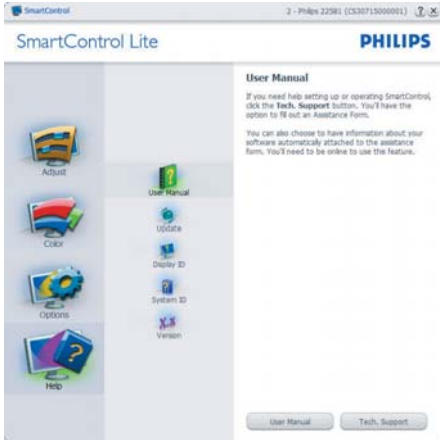 SmartControl
2 - Philips 225B1 (CS30715000001)
? X
SmartControl Lite
PHILIPS
Adjust
Color
Options
Help
User Manual
Update
Display ID
System ID
Version
User Manual
If you need help setting up or operating SmartControl,
click the Tech. Support button. You'll have the
option to fill out an Assistance Form.
You can also choose to have information about your
software automatically attached to the assistance
form. You'll need to be online to use the feature.
User Manual
Tech. Support